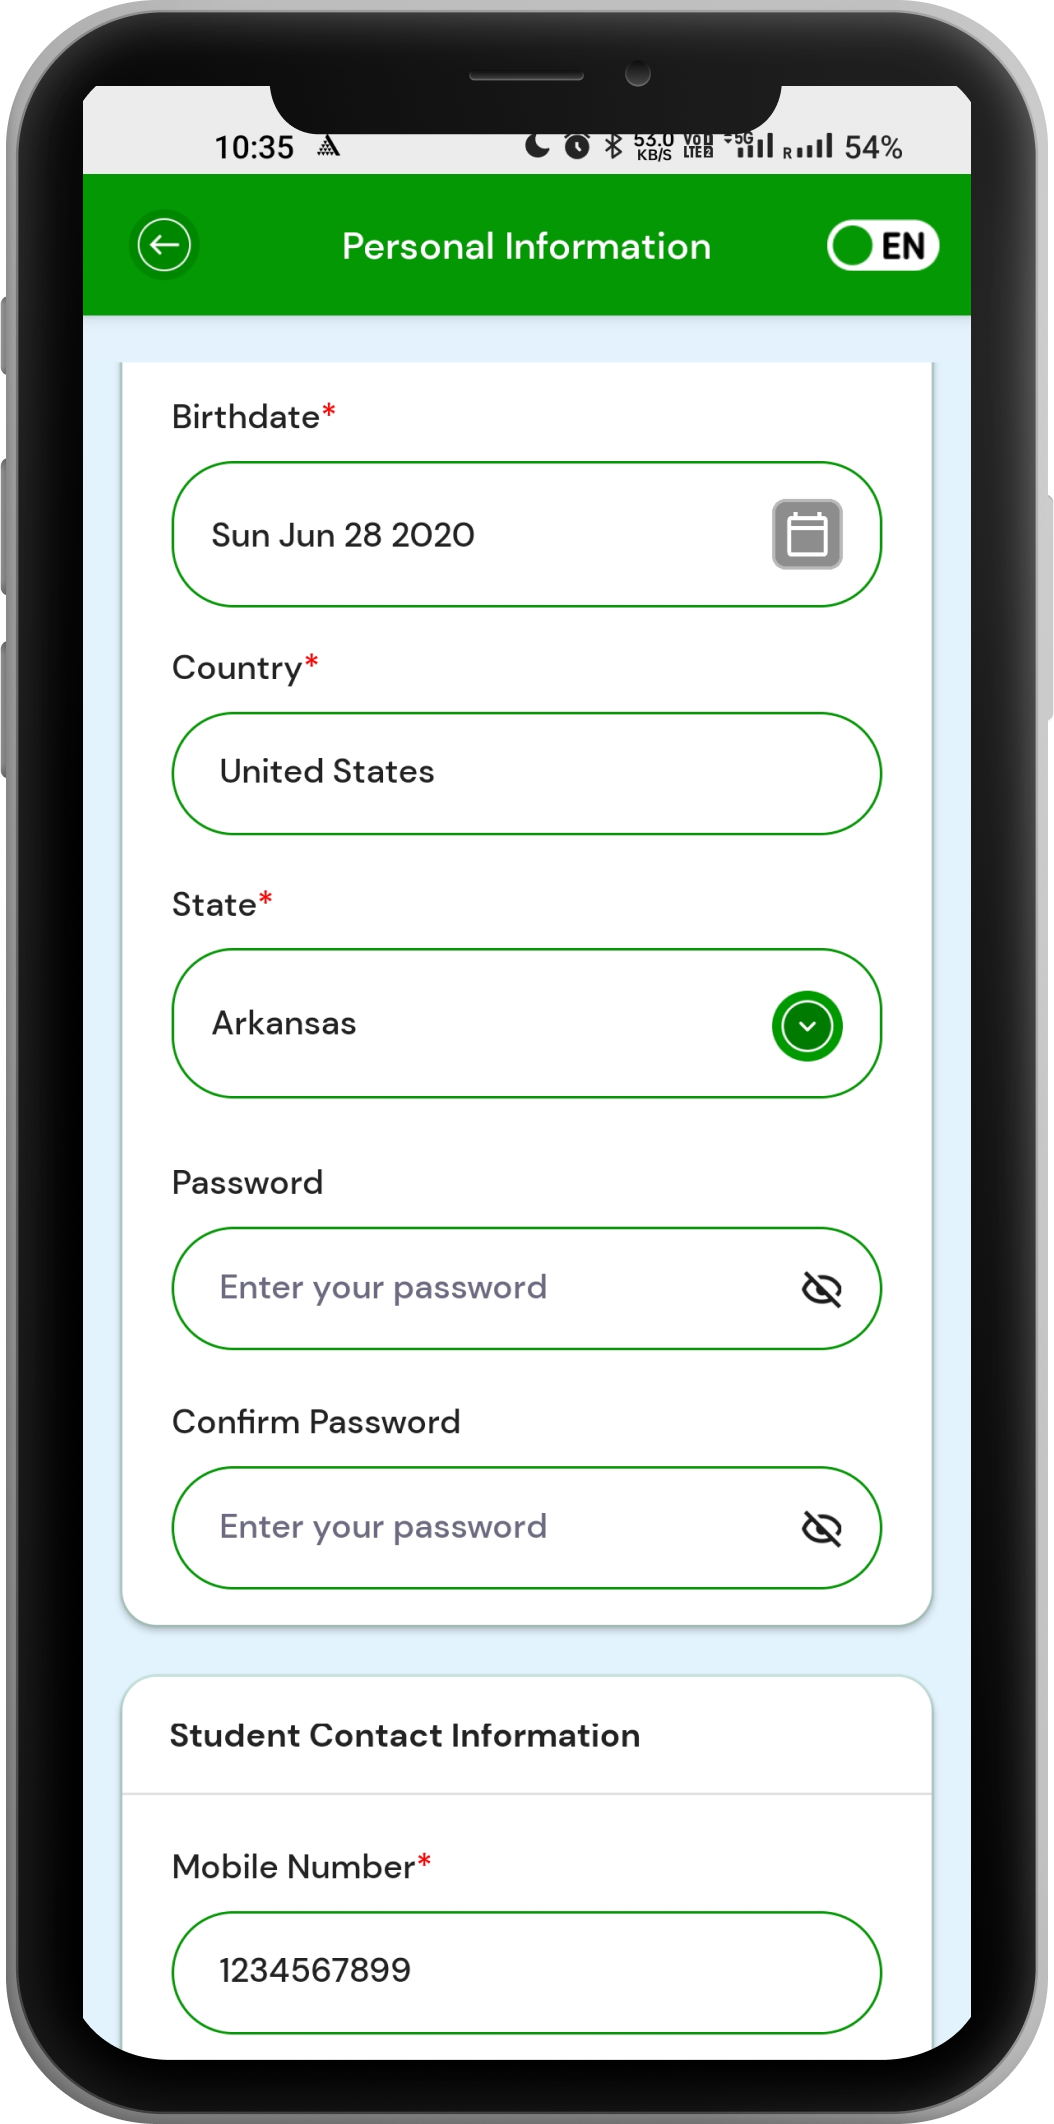 10:35 53.0 KB/S Vo LTE 2 5G R 54%
Personal Information
EN
Birthdate*
Sun Jun 28 2020
Country*
United States
State*
Arkansas
Password
Enter your password
Confirm Password
Enter your password
Student Contact Information
Mobile Number*
1234567899